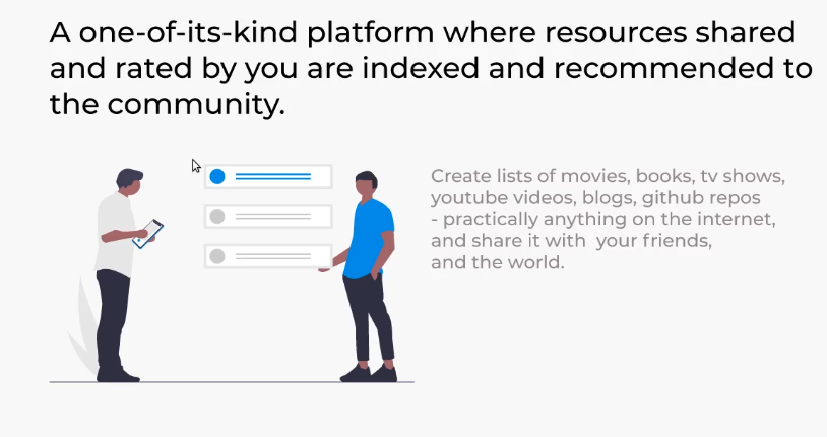 A one-of-its-kind platform where resources shared
and rated by you are indexed and recommended to
the community.
Create lists of movies, books, tv shows,
youtube videos, blogs, github repos
- practically anything on the internet,
and share it with  your friends,
and the world.